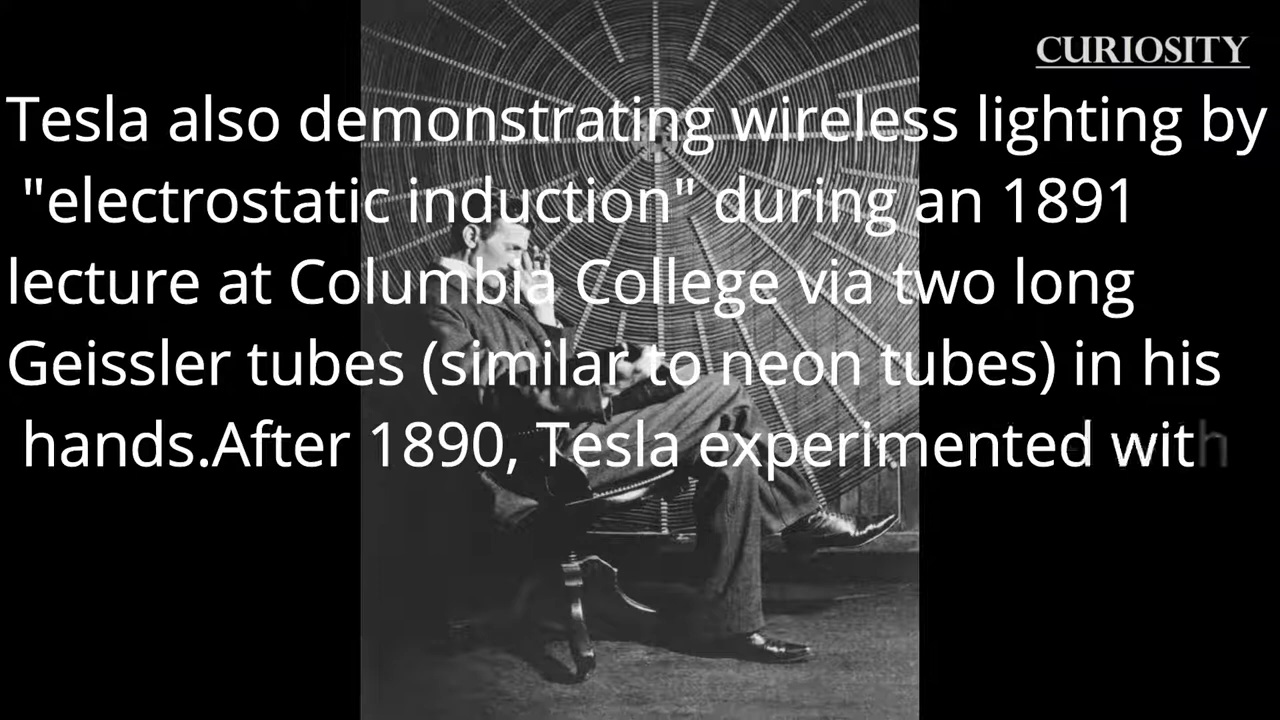 CURIOSITY
Tesla also demonstrating wireless lighting by
"electrostatic induction" during an 1891
lecture at Columbia College via two long
Geissler tubes (similar to neon tubes) in his
hands.After 1890, Tesla experimented with